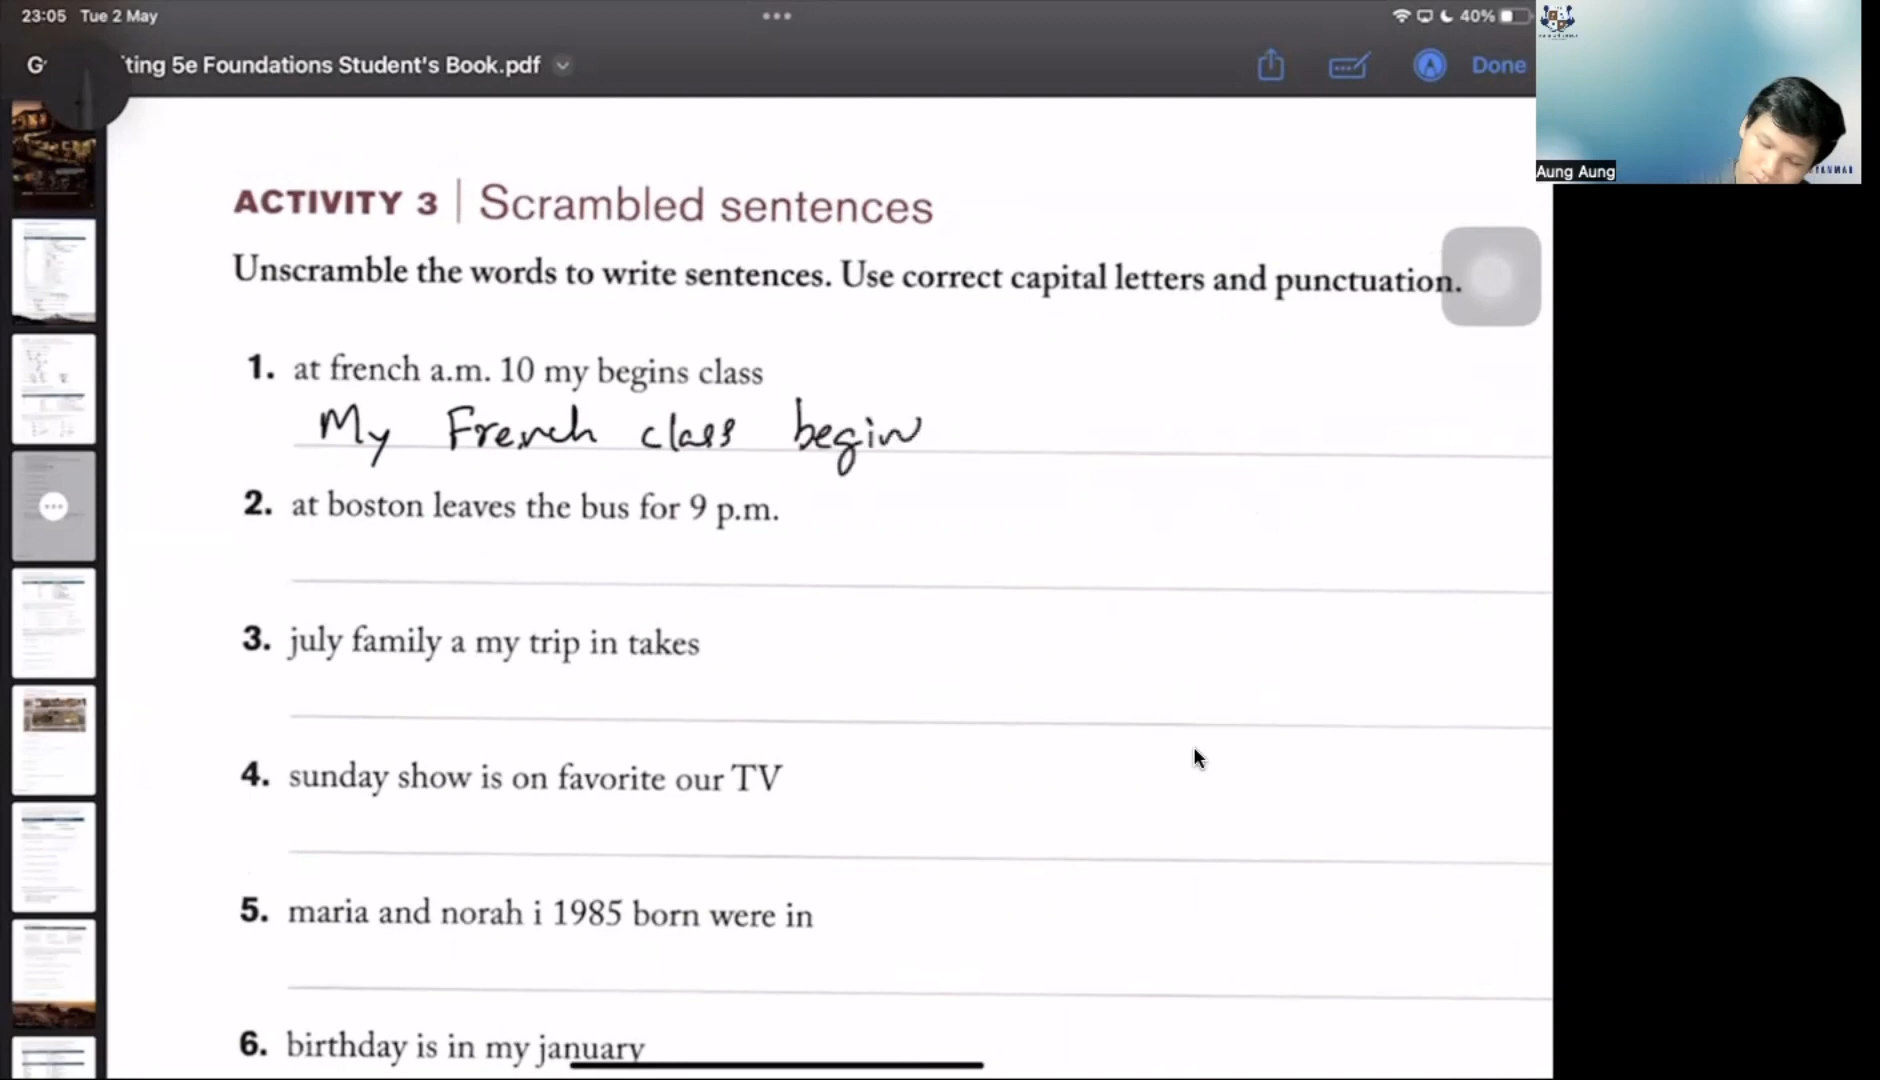 23:05 Tue 2 May
40%
ting 5e Foundations Student's Book.pdf
Done
Aung Aung
ACTIVITY 3 | Scrambled sentences
Unscramble the words to write sentences. Use correct capital letters and punctuation.
1. at french a.m. 10 my begins class
My French class begin
2. at boston leaves the bus for 9 p.m.
3. july family a my trip in takes
4. sunday show is on favorite our TV
5. maria and norah i 1985 born were in
6. birthday is in my january